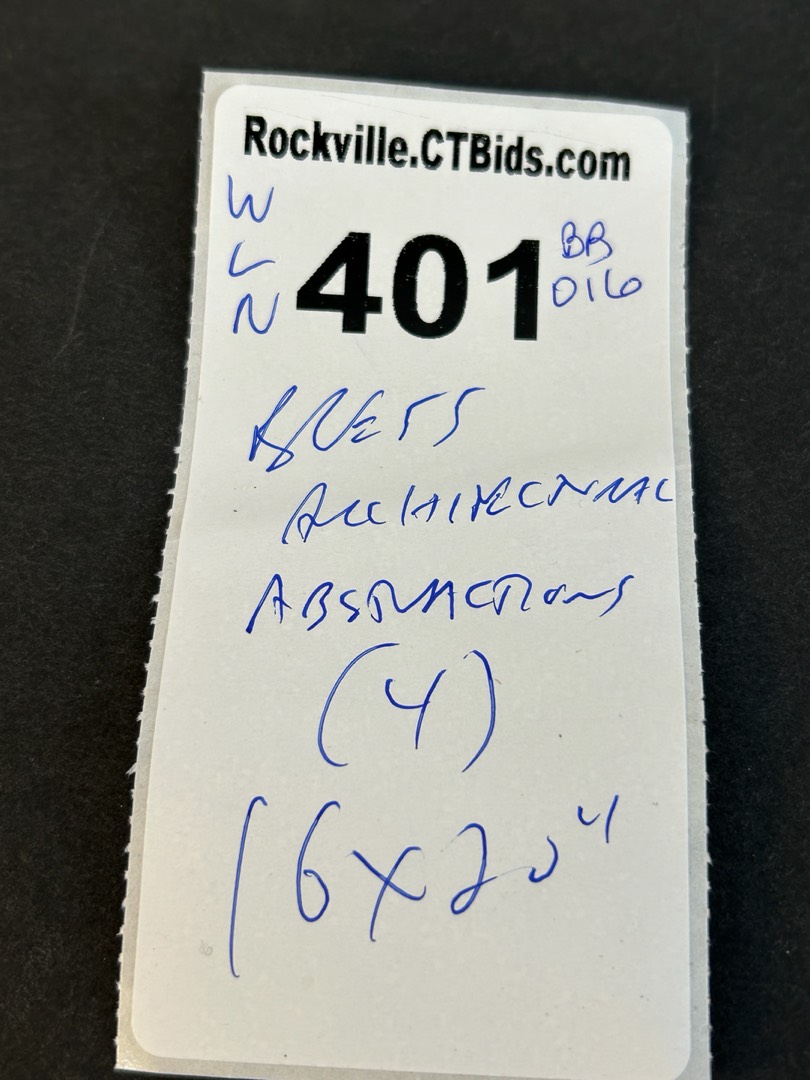 Rockville.CTBids.com
W
L
N
401
BB
016
ARCHITECTURAL
ABSTRACTIONS
(4)
16x20"